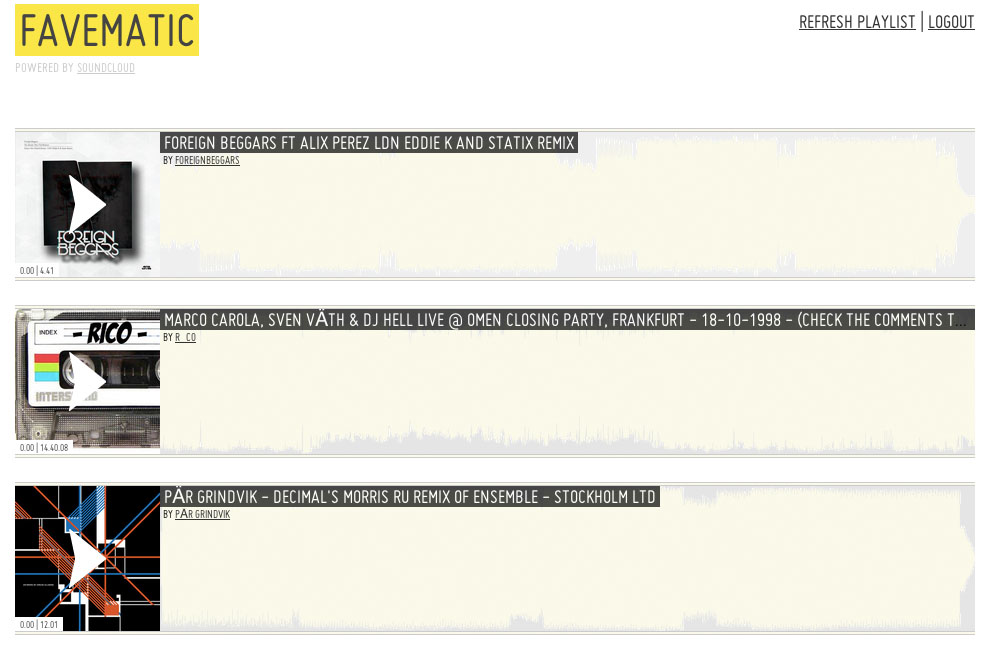 FAVEMATIC
REFRESH PLAYLIST | LOGOUT
POWERED BY SOUNDCLOUD
FOREIGN BEGGARS FT ALIX PEREZ LDN EDDIE K AND STATIX REMIX
BY FOREIGNBEGGARS
FOREIGN
BEGGARS
0.00 | 4.41
MARCO CAROLA, SVEN VÄTH & DJ HELL LIVE @ OMEN CLOSING PARTY, FRANKFURT - 18-10-1998 - (CHECK THE COMMENTS T...
BY R_CO
INDEX
- RICO -
0.00 | 14.40.08
PÄR GRINDVIK - DECIMAL'S MORRIS RU REMIX OF ENSEMBLE - STOCKHOLM LTD
BY PÄR GRINDVIK
0.00 | 12.01